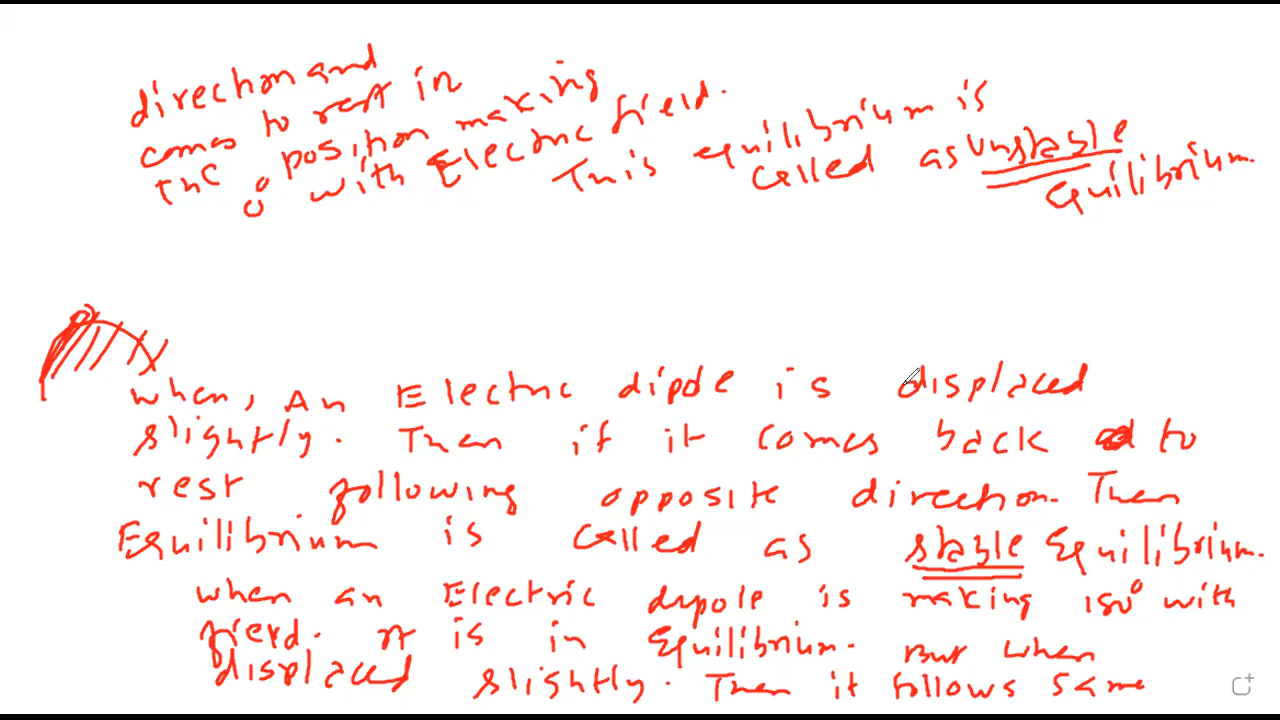 direction and
comes to rest in
the position making
0° with Electric field.
This equilibrium is
called as Unstable
Equilibrium.
when, An Electric dipole is displaced
slightly. Then if it comes back to
rest following opposite direction. Then
Equilibrium is called as stable Equilibrium.
when an Electric dipole is making 180° with
field. It is in Equilibrium. But when
displaced slightly. Then it follows same